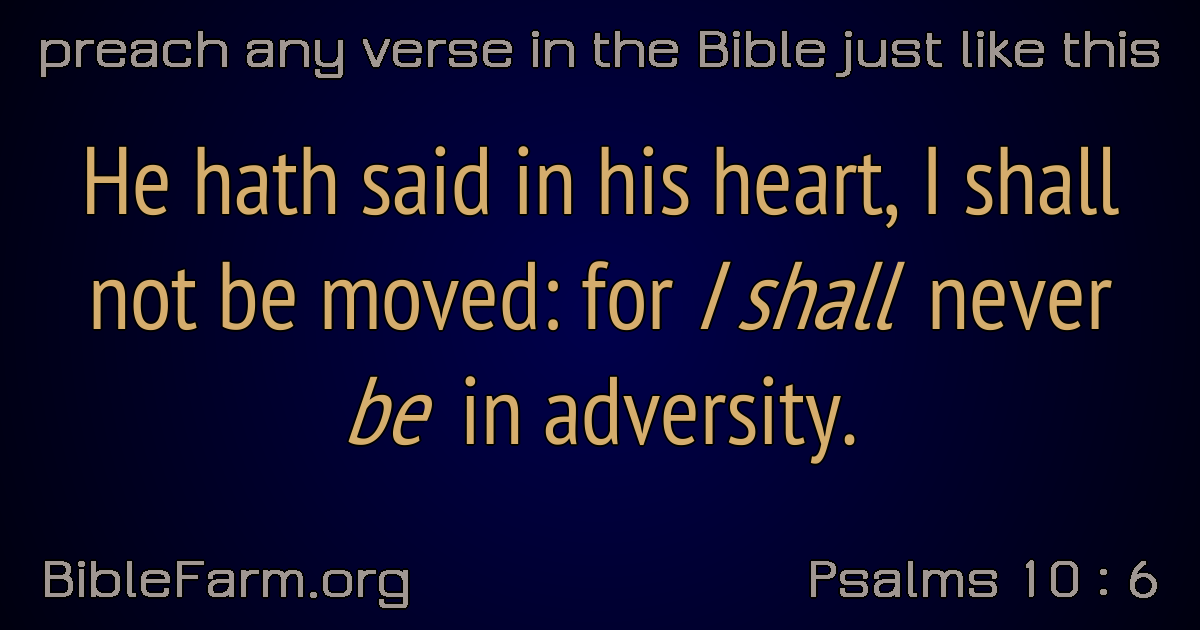 preach any verse in the Bible just like this
He hath said in his heart, I shall
not be moved: for I shall never
be in adversity.
BibleFarm.org
Psalms 10 : 6